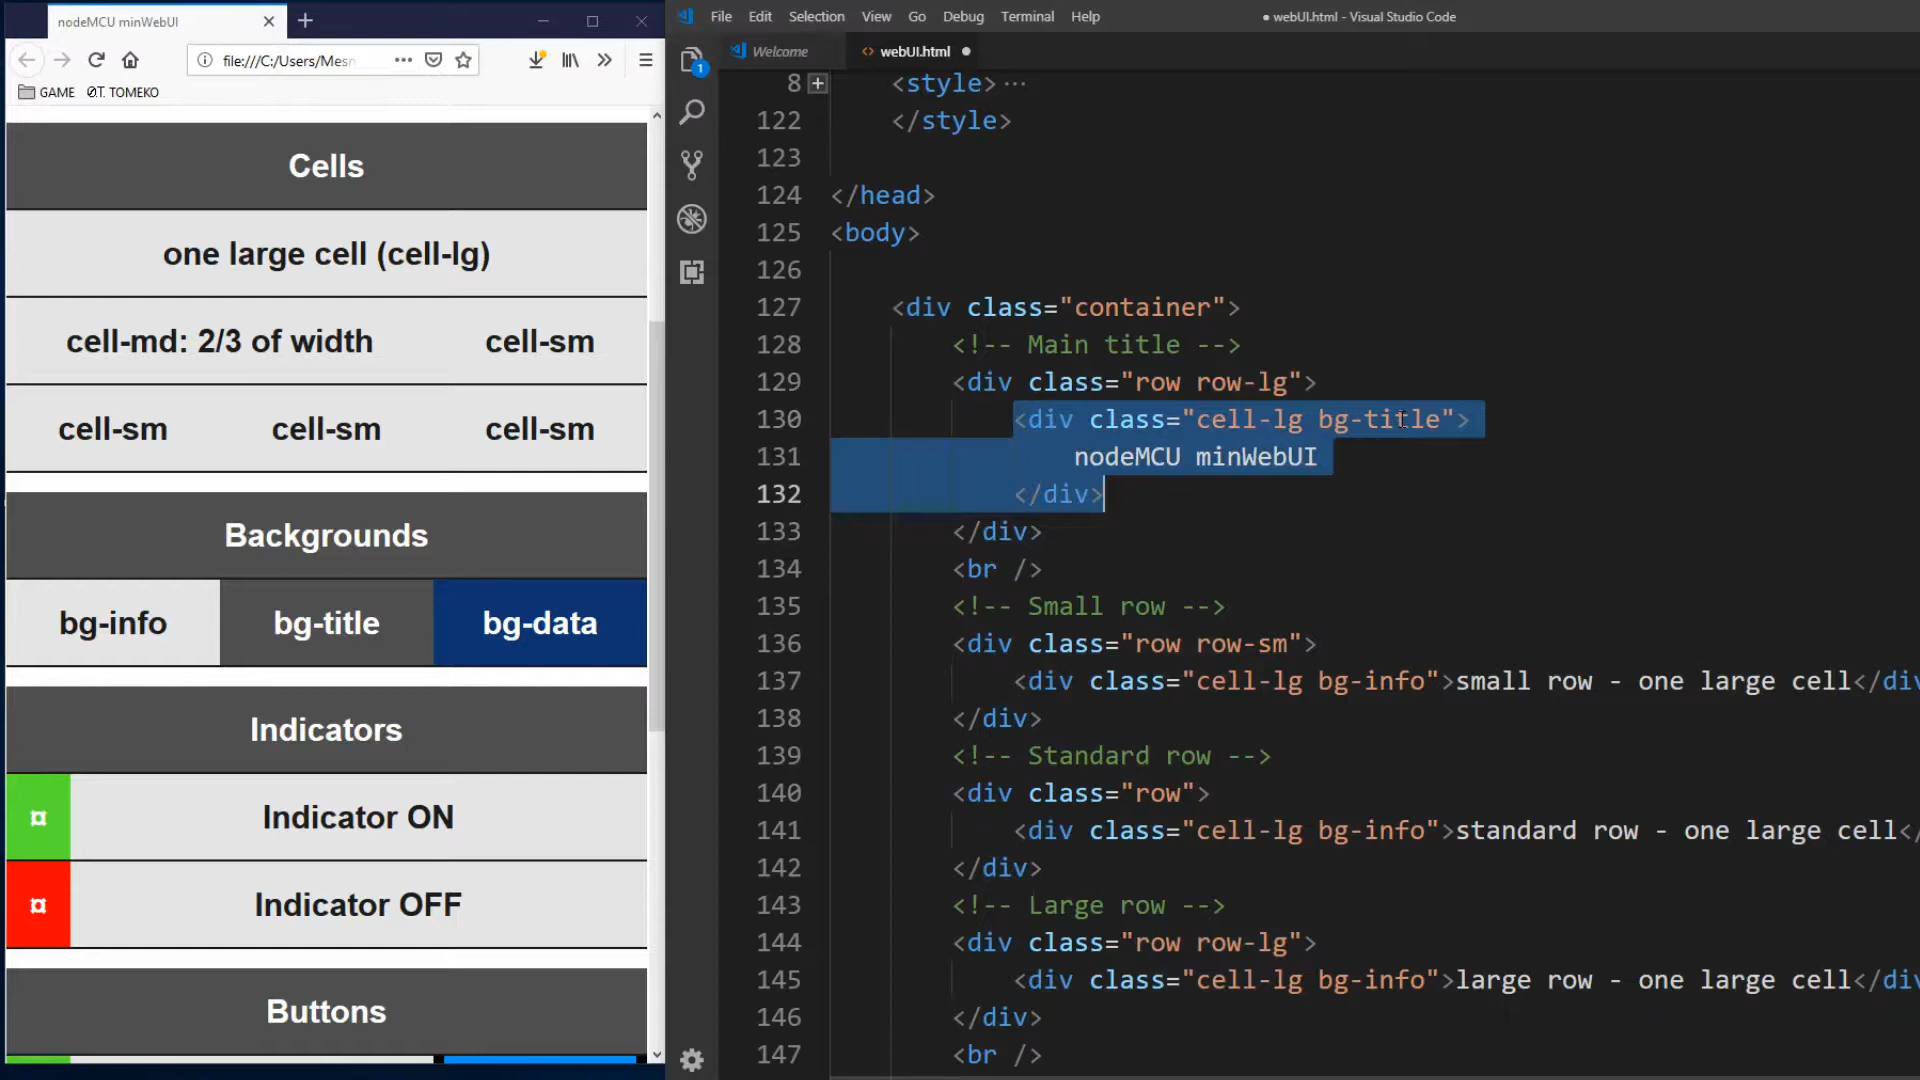 nodeMCU minWebUI
file:///C:/Users/Mesr
GAME
ØT. TOMEKO
Cells
one large cell (cell-lg)
cell-md: 2/3 of width cell-sm
cell-sm cell-sm cell-sm
Backgrounds
bg-info bg-title bg-data
Indicators
¤ Indicator ON
¤ Indicator OFF
Buttons
File Edit Selection View Go Debug Terminal Help
● webUI.html - Visual Studio Code
Welcome
<> webUI.html ●
1
8 <style> ...
122 </style>
123
124 </head>
125 <body>
126
127 <div class="container">
128 <!-- Main title -->
129 <div class="row row-lg">
130 <div class="cell-lg bg-title">
131 nodeMCU minWebUI
132 </div>
133 </div>
134 <br />
135 <!-- Small row -->
136 <div class="row row-sm">
137 <div class="cell-lg bg-info">small row - one large cell</div
138 </div>
139 <!-- Standard row -->
140 <div class="row">
141 <div class="cell-lg bg-info">standard row - one large cell</
142 </div>
143 <!-- Large row -->
144 <div class="row row-lg">
145 <div class="cell-lg bg-info">large row - one large cell</div
146 </div>
147 <br />